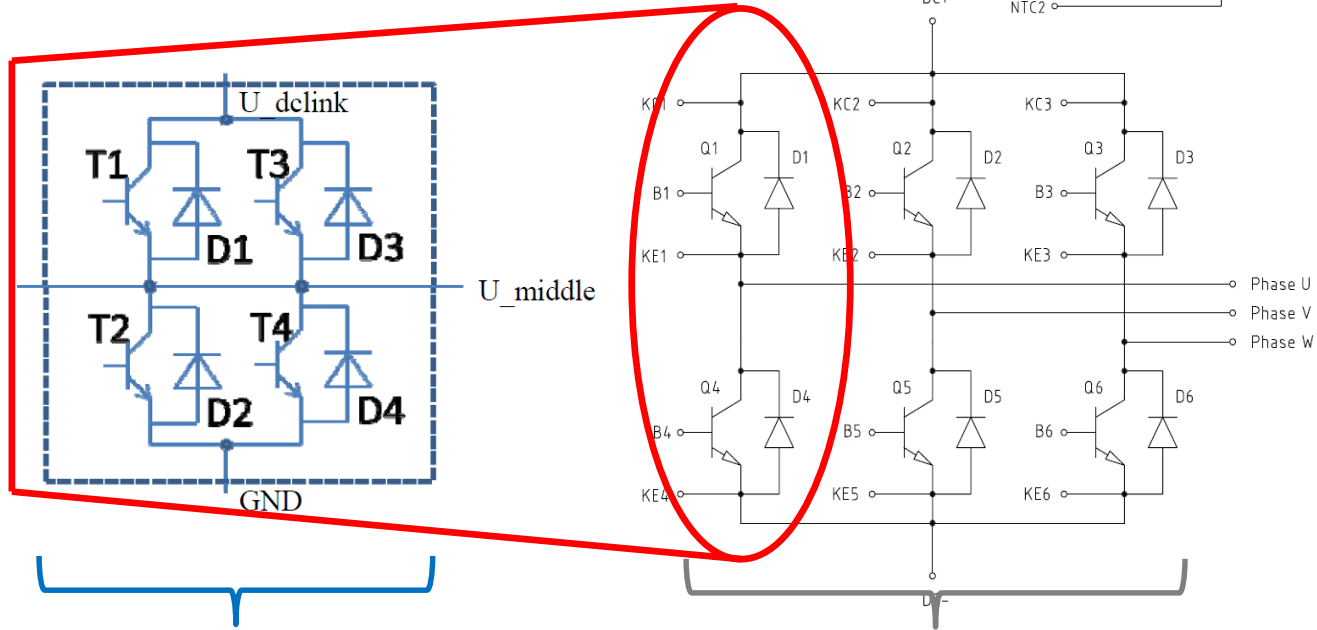 NTC2
U_dclink
T1
T3
D1
D3
U_middle
T2
T4
D2
D4
GND
KC2
KC3
Q1
D1
Q2
D2
Q3
D3
B1
B2
B3
KE1
KE2
KE3
Phase U
Phase V
Phase W
Q4
D4
Q5
D5
Q6
D6
B4
B5
B6
KE4
KE5
KE6